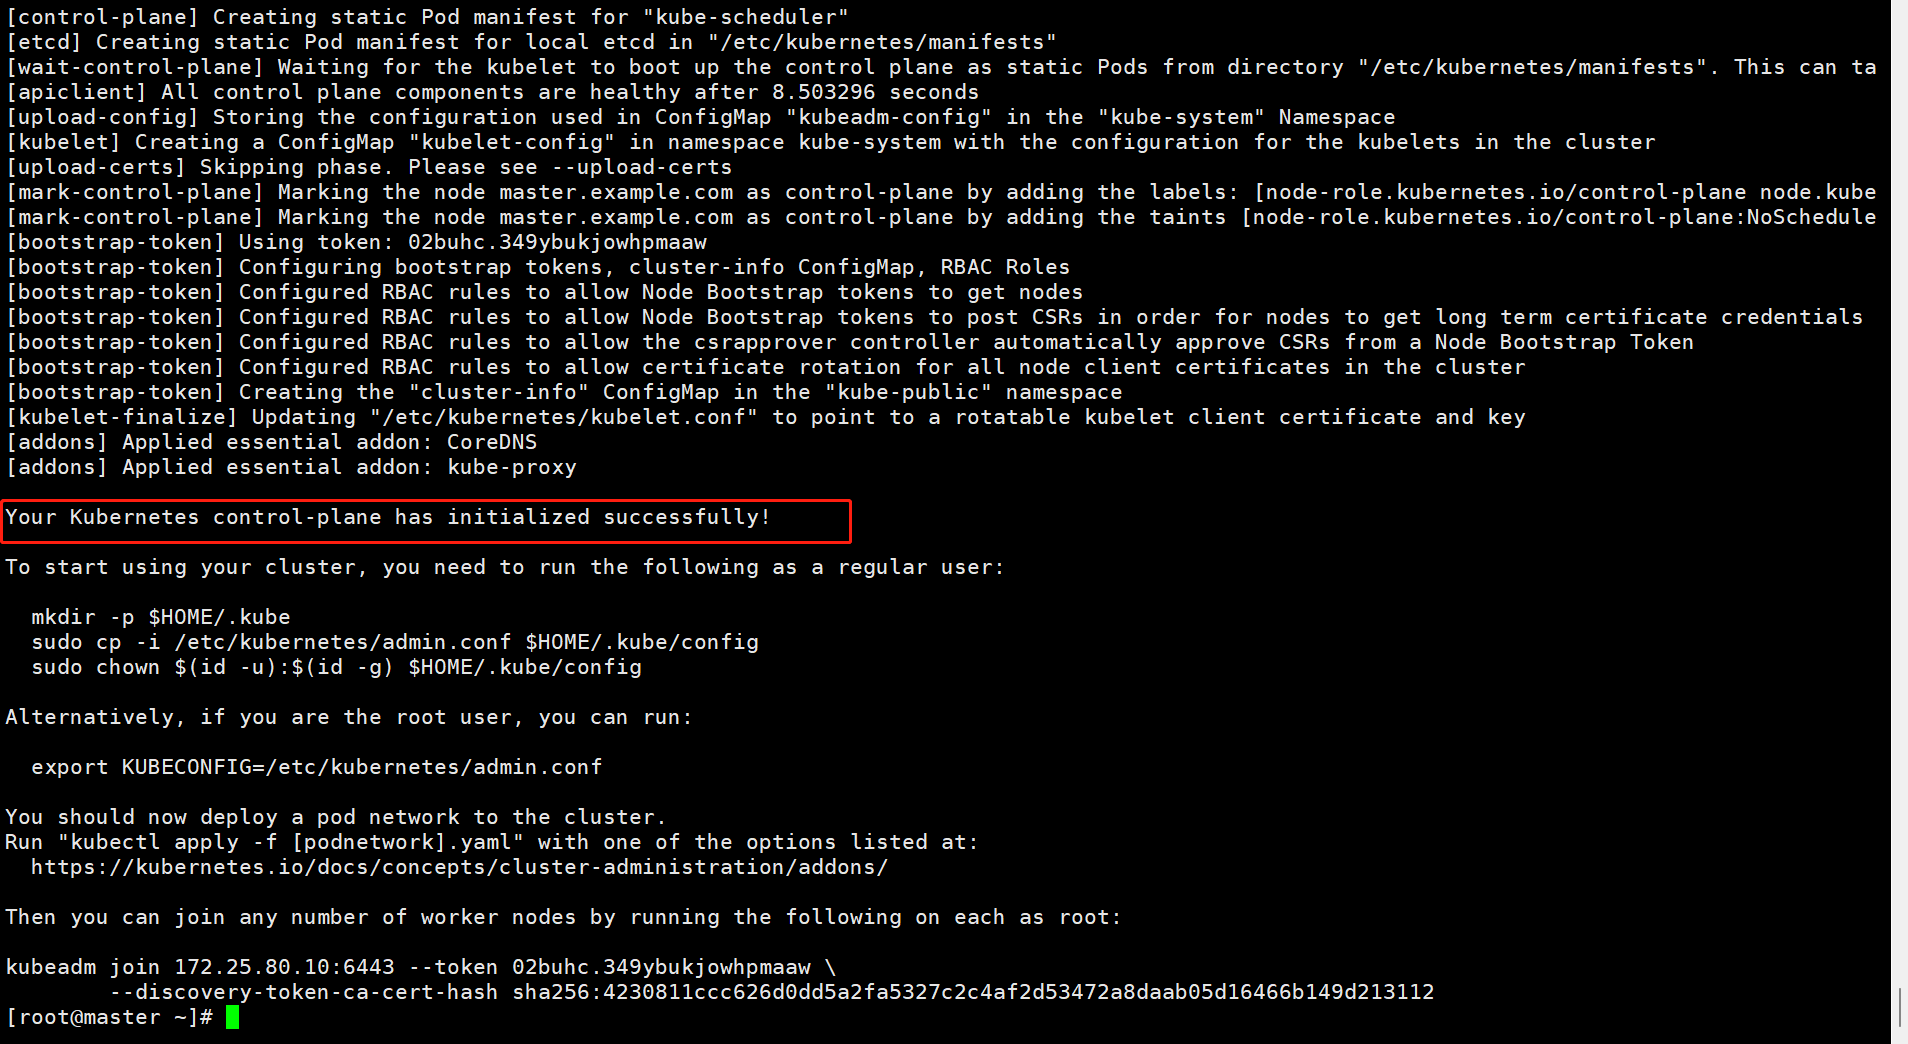 [control-plane] Creating static Pod manifest for "kube-scheduler"
[etcd] Creating static Pod manifest for local etcd in "/etc/kubernetes/manifests"
[wait-control-plane] Waiting for the kubelet to boot up the control plane as static Pods from directory "/etc/kubernetes/manifests". This can ta
[apiclient] All control plane components are healthy after 8.503296 seconds
[upload-config] Storing the configuration used in ConfigMap "kubeadm-config" in the "kube-system" Namespace
[kubelet] Creating a ConfigMap "kubelet-config" in namespace kube-system with the configuration for the kubelets in the cluster
[upload-certs] Skipping phase. Please see --upload-certs
[mark-control-plane] Marking the node master.example.com as control-plane by adding the labels: [node-role.kubernetes.io/control-plane node.kube
[mark-control-plane] Marking the node master.example.com as control-plane by adding the taints [node-role.kubernetes.io/control-plane:NoSchedule
[bootstrap-token] Using token: 02buhc.349ybukjowhpmaaw
[bootstrap-token] Configuring bootstrap tokens, cluster-info ConfigMap, RBAC Roles
[bootstrap-token] Configured RBAC rules to allow Node Bootstrap tokens to get nodes
[bootstrap-token] Configured RBAC rules to allow Node Bootstrap tokens to post CSRs in order for nodes to get long term certificate credentials
[bootstrap-token] Configured RBAC rules to allow the csrapprover controller automatically approve CSRs from a Node Bootstrap Token
[bootstrap-token] Configured RBAC rules to allow certificate rotation for all node client certificates in the cluster
[bootstrap-token] Creating the "cluster-info" ConfigMap in the "kube-public" namespace
[kubelet-finalize] Updating "/etc/kubernetes/kubelet.conf" to point to a rotatable kubelet client certificate and key
[addons] Applied essential addon: CoreDNS
[addons] Applied essential addon: kube-proxy
Your Kubernetes control-plane has initialized successfully!
To start using your cluster, you need to run the following as a regular user:
mkdir -p $HOME/.kube
sudo cp -i /etc/kubernetes/admin.conf $HOME/.kube/config
sudo chown $(id -u):$(id -g) $HOME/.kube/config
Alternatively, if you are the root user, you can run:
export KUBECONFIG=/etc/kubernetes/admin.conf
You should now deploy a pod network to the cluster.
Run "kubectl apply -f [podnetwork].yaml" with one of the options listed at:
https://kubernetes.io/docs/concepts/cluster-administration/addons/
Then you can join any number of worker nodes by running the following on each as root:
kubeadm join 172.25.80.10:6443 --token 02buhc.349ybukjowhpmaaw \
--discovery-token-ca-cert-hash sha256:4230811ccc626d0dd5a2fa5327c2c4af2d53472a8daab05d16466b149d213112
[root@master ~]#